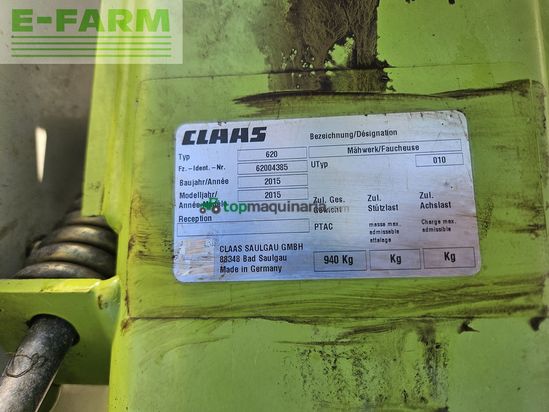 E-FARM
CLAAS
Bezeichnung/Désignation
Typ 620 Mähwerk/Faucheuse
Fz.-Ident.-Nr. 62004385 UTyp 010
Baujahr/Année 2015
Modelljahr/ 2015
Année
Reception
topmaquinaria.com
Zul. Ges. Zul. Zul.
Gewicht Stützlast Achslast
PTAC masse max. Charge max.
admissible admissible
attelage
CLAAS SAULGAU GMBH
88348 Bad Saulgau
Made in Germany
940 Kg Kg Kg